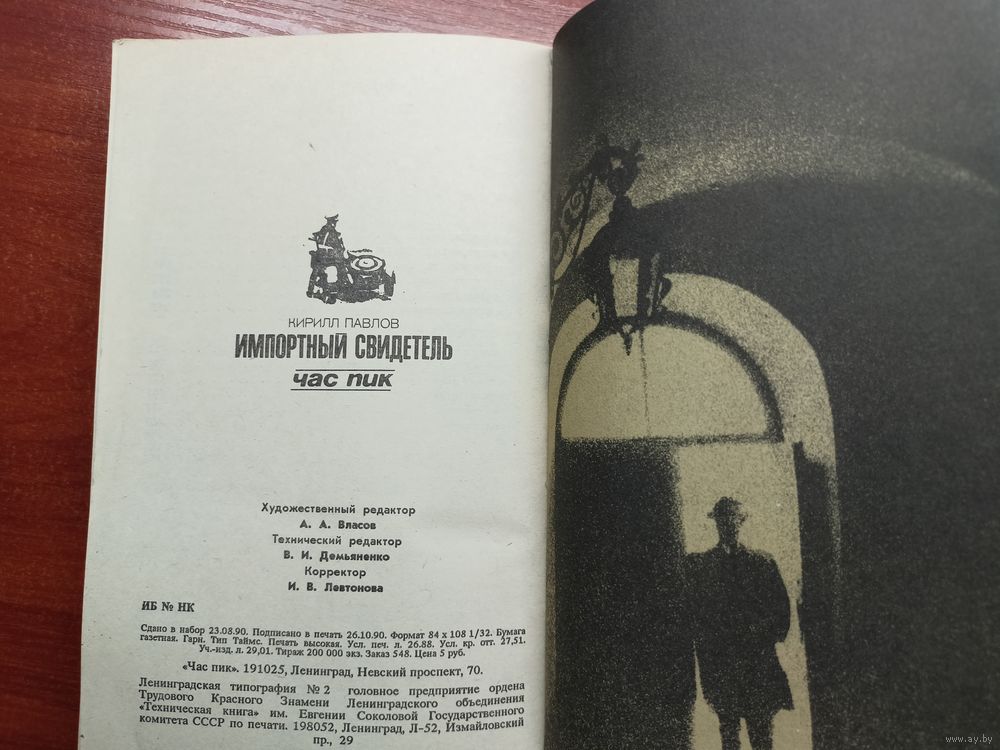 КИРИЛЛ ПАВЛОВ
ИМПОРТНЫЙ СВИДЕТЕЛЬ
час пик
Художественный редактор
А. А. Власов
Технический редактор
В. И. Демьяненко
Корректор
И. В. Левтонова
ИБ № НК
Сдано в набор 23.08.90. Подписано в печать 26.10.90. Формат 84 х 108 1/32. Бумага
газетная. Гарн. Тип Таймс. Печать высокая. Усл. печ. л. 26.88. Усл. кр. отт. 27,51.
Уч.-изд. л. 29,01. Тираж 200 000 экз. Заказ 548. Цена 5 руб.
«Час пик». 191025, Ленинград, Невский проспект, 70.
Ленинградская типография № 2 головное предприятие ордена
Трудового Красного Знамени Ленинградского объединения
«Техническая книга» им. Евгении Соколовой Государственного
комитета СССР по печати. 198052, Ленинград, Л-52, Измайловский
пр., 29
www.ay.by